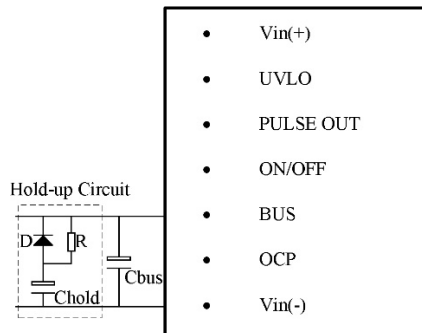 Vin(+)
UVLO
PULSE OUT
ON/OFF
Hold-up Circuit
BUS
D
R
Cbus
OCP
Chold
Vin(-)